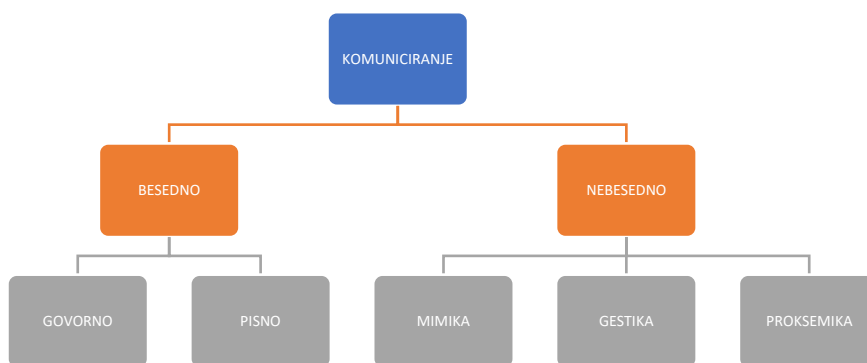 KOMUNICIRANJE
BESEDNO
NEBESEDNO
GOVORNO
PISNO
MIMIKA
GESTIKA
PROKSEMIKA